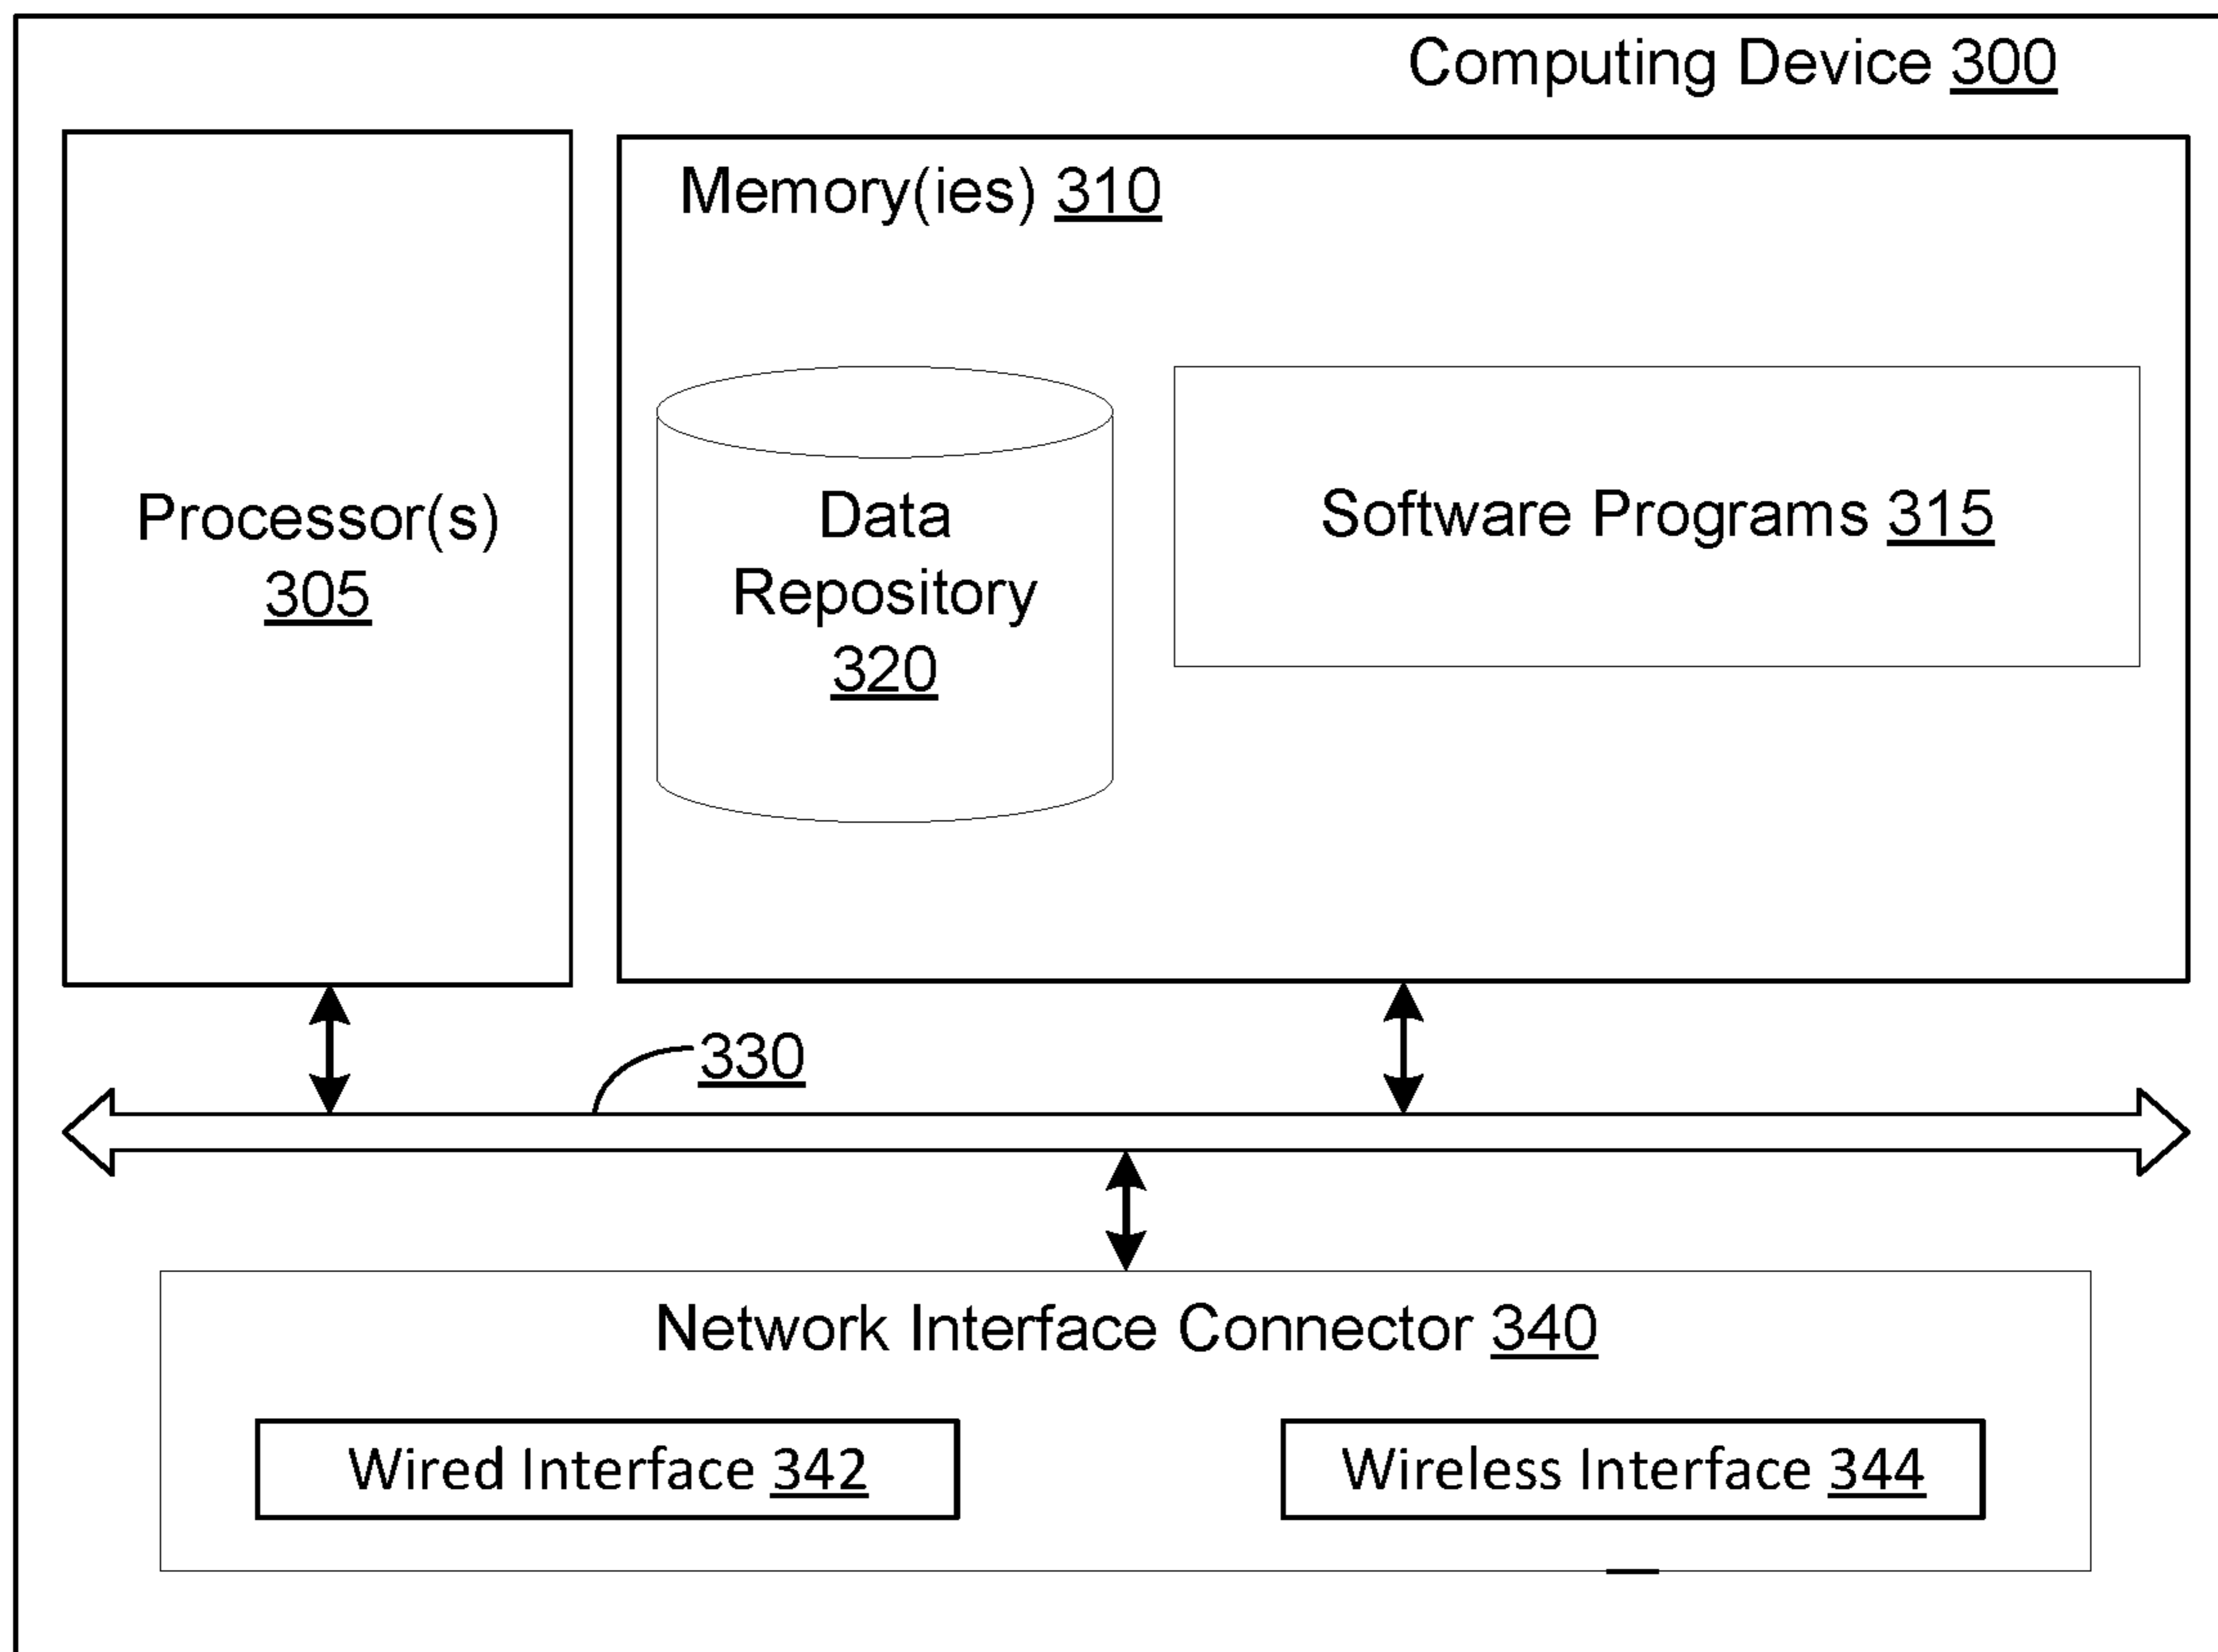 Computing Device 300
Memory(ies) 310
Processor(s)
305
Data
Repository
320
Software Programs 315
330
Network Interface Connector 340
Wired Interface 342
Wireless Interface 344